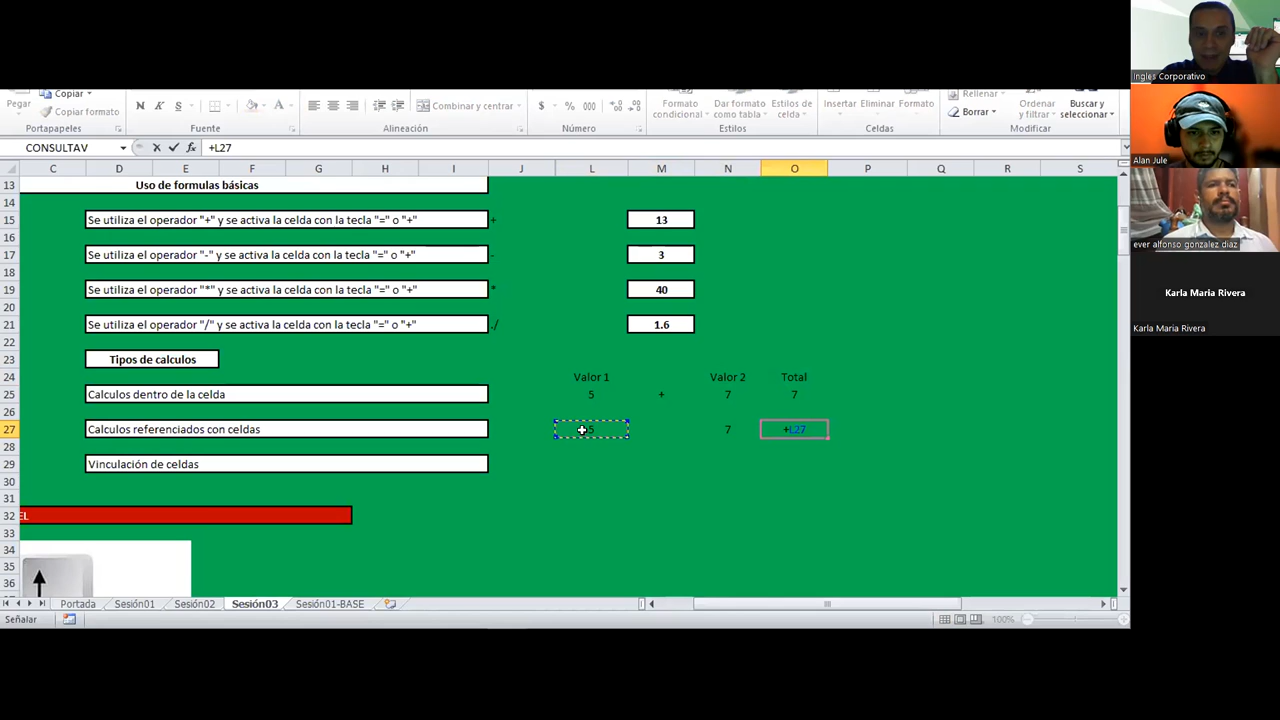 Copiar
Pegar
Copiar formato
Portapapeles
N K S
Fuente
Combinar y centrar
Alineación
$ % 000
Número
Formato condicional
Dar formato como tabla
Estilos de celda
Estilos
Insertar
Eliminar
Formato
Celdas
Rellenar
Borrar
Ordenar y filtrar
Buscar y seleccionar
Modificar
CONSULTAV +L27
C D E F G H I J L M N O P Q R S
13 Uso de formulas básicas
14
15 Se utiliza el operador "+" y se activa la celda con la tecla "=" o "+" + 13
16
17 Se utiliza el operador "-" y se activa la celda con la tecla "=" o "+" - 3
18
19 Se utiliza el operador "*" y se activa la celda con la tecla "=" o "+" * 40
20
21 Se utiliza el operador "/" y se activa la celda con la tecla "=" o "+" ./ 1.6
22
23 Tipos de calculos
24 Valor 1 Valor 2 Total
25 Calculos dentro de la celda 5 + 7 7
26
27 Calculos referenciados con celdas 5 7 +L27
28
29 Vinculación de celdas
30
31
32 EL
33
34
35
36
Portada Sesión01 Sesión02 Sesión03 Sesión01-BASE
Señalar 100%
Ingles Corporativo
Alan Jule
ever alfonso gonzalez diaz
Karla Maria Rivera
Karla Maria Rivera